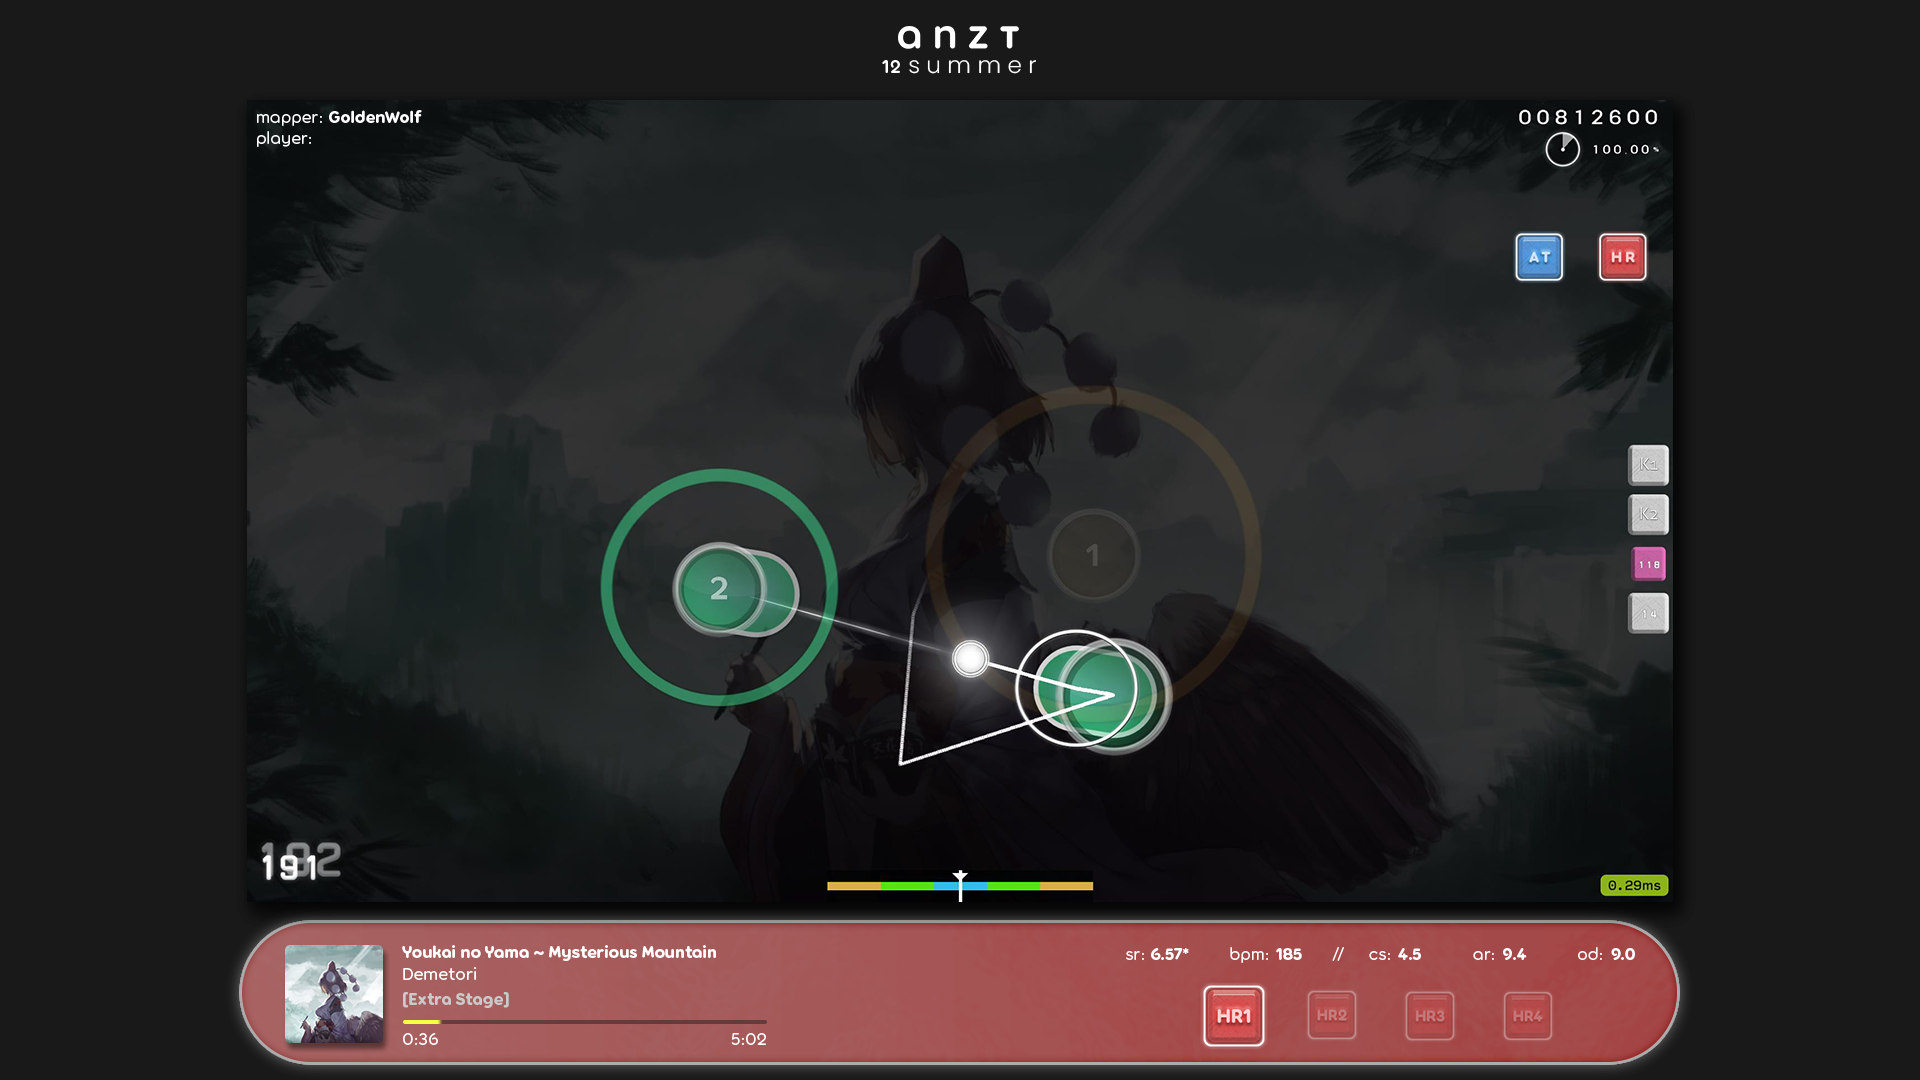 anzt
12 summer
mapper: GoldenWolf
player:
00812600
100.00%
AT
HR
K1
K2
118
14
2
1
191
0.29ms
Youkai no Yama ~ Mysterious Mountain
Demetori
[Extra Stage]
0:36
5:02
sr: 6.57* bpm: 185 // cs: 4.5 ar: 9.4 od: 9.0
HR1 HR2 HR3 HR4